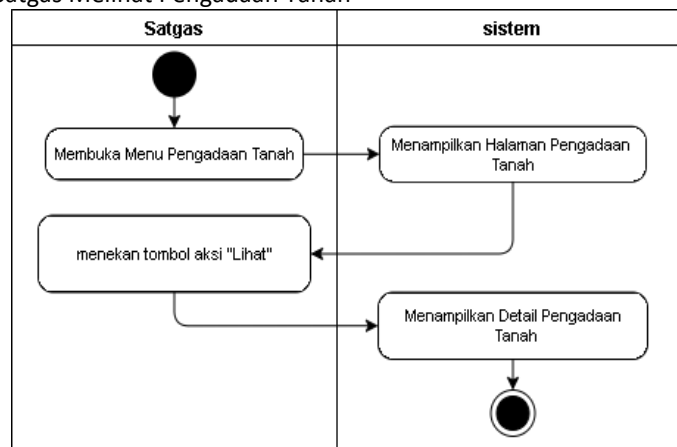 Satgas Melihat Pengadaan Tanah
Satgas
sistem
Membuka Menu Pengadaan Tanah
Menampilkan Halaman Pengadaan
Tanah
menekan tombol aksi "Lihat"
Menampilkan Detail Pengadaan
Tanah